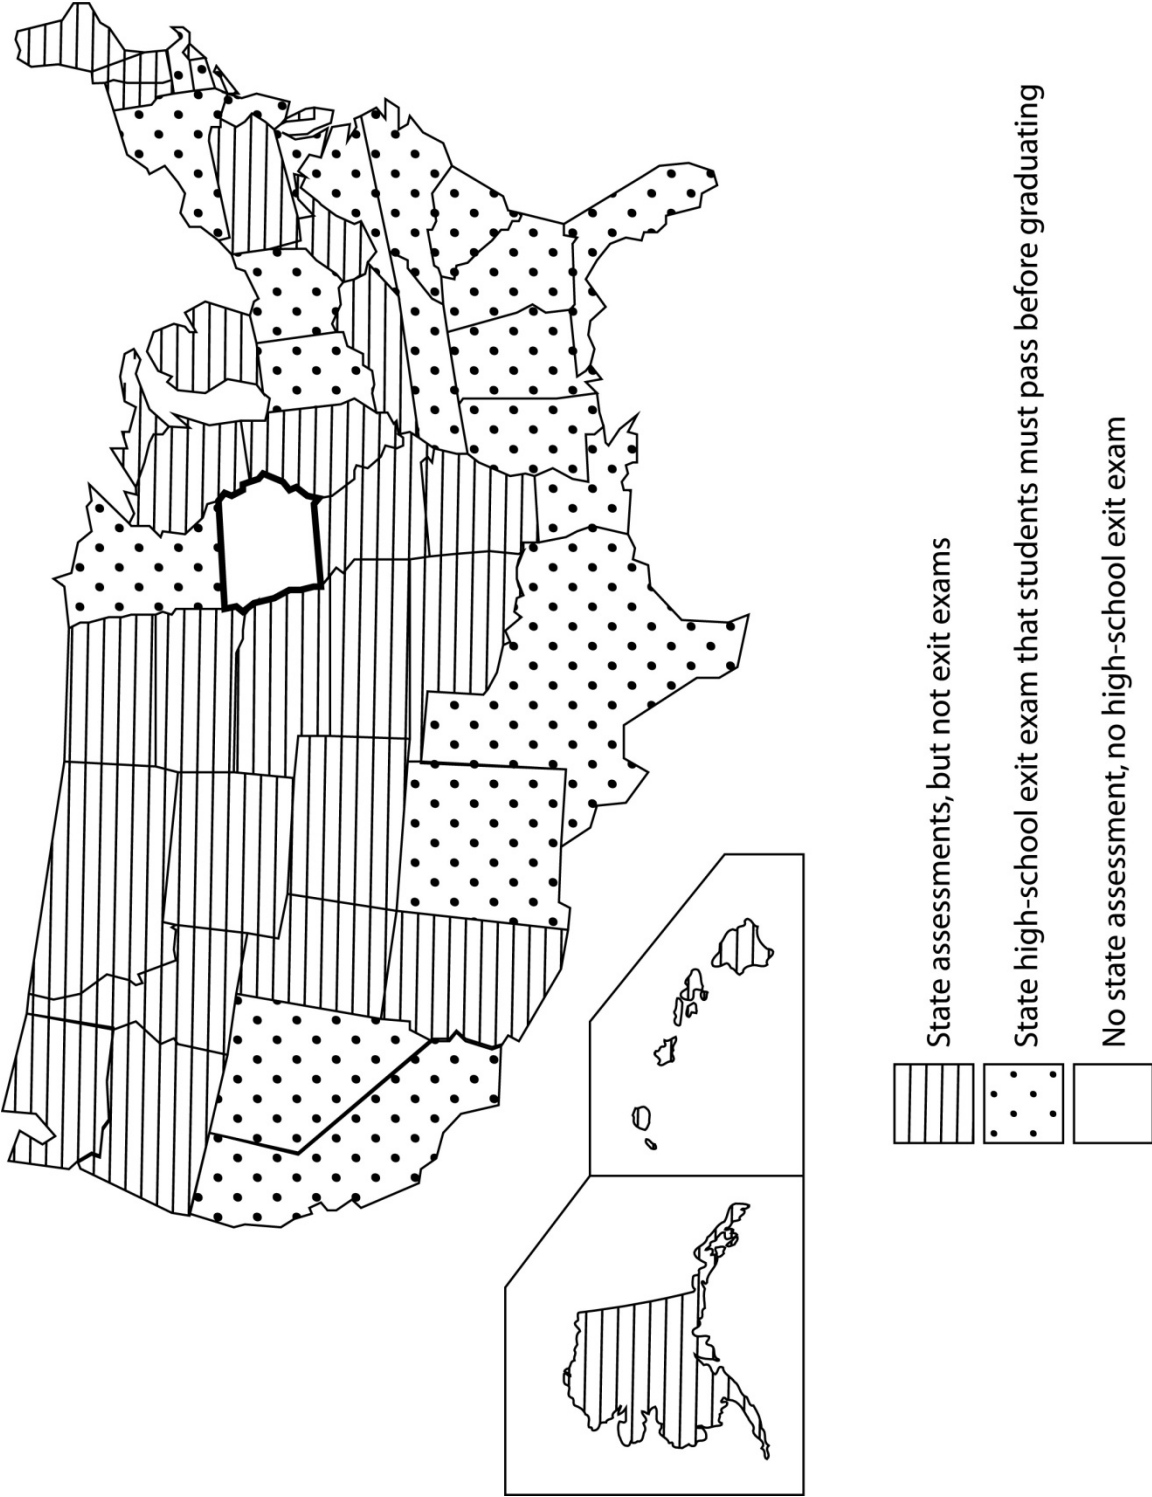 State assessments, but not exit exams
State high-school exit exam that students must pass before graduating
No state assessment, no high-school exit exam